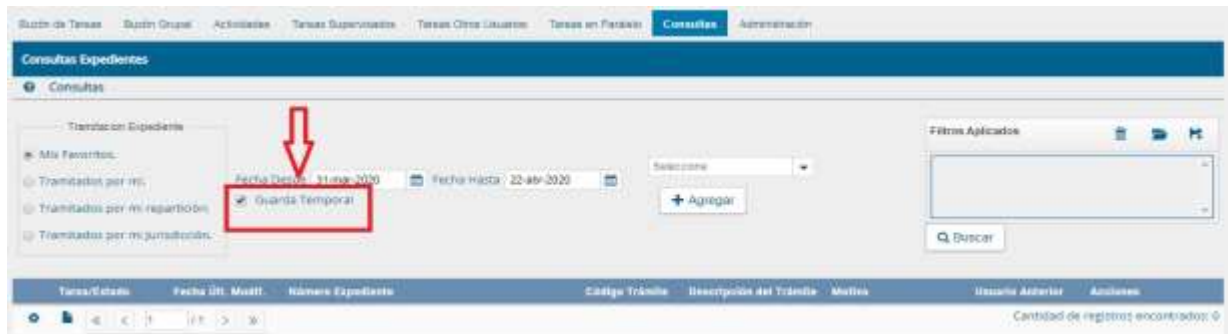 Buzón de Tareas Buzón Grupal Actividades Tareas Supervisados Tareas Otros Usuarios Tareas en Paralelo Consultas Administración
Consultas Expedientes
Consultas
Tramitacion Expediente
Mis Favoritos.
Tramitados por mi.
Tramitados por mi repartición.
Tramitados por mi jurisdicción.
Fecha Desde 31-mar-2020 Fecha Hasta 22-abr-2020
Guarda Temporal
Seleccione
Agregar
Filtros Aplicados
Buscar
Tarea/Estado Fecha Últ. Modif. Número Expediente Código Trámite Descripción del Trámite Motivo Usuario Anterior Acciones
1 / 1
Cantidad de registros encontrados: 0